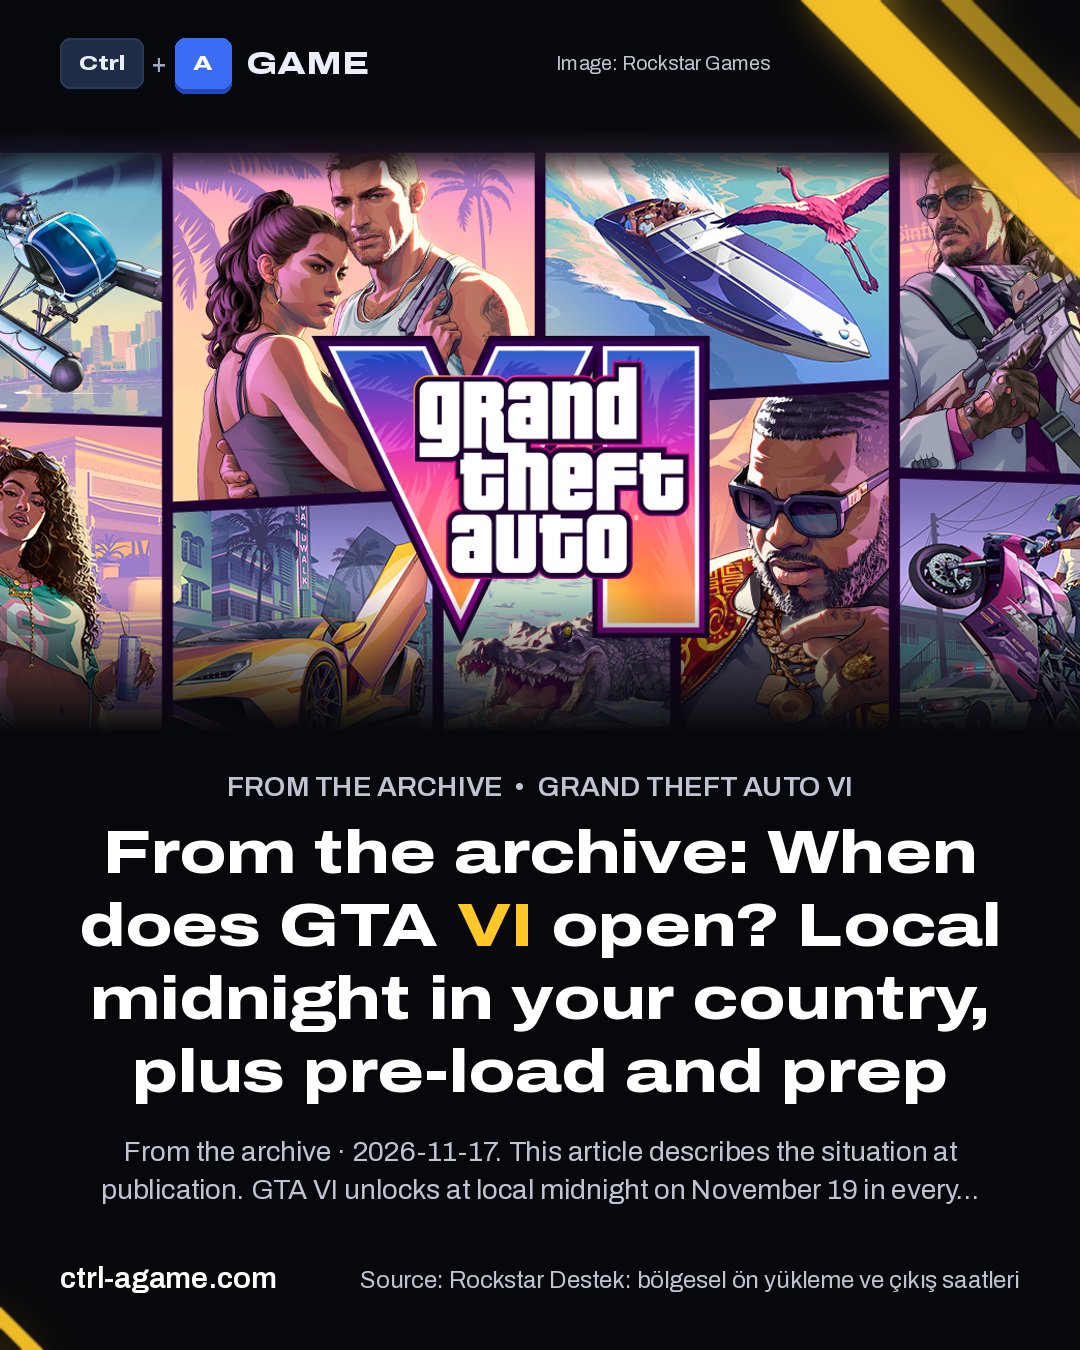 Ctrl + A GAME
Image: Rockstar Games
VI
grand
theft
auto
FROM THE ARCHIVE • GRAND THEFT AUTO VI
From the archive: When
does GTA VI open? Local
midnight in your country,
plus pre-load and prep
From the archive · 2026-11-17. This article describes the situation at
publication. GTA VI unlocks at local midnight on November 19 in every...
ctrl-agame.com
Source: Rockstar Destek: bölgesel ön yükleme ve çıkış saatleri